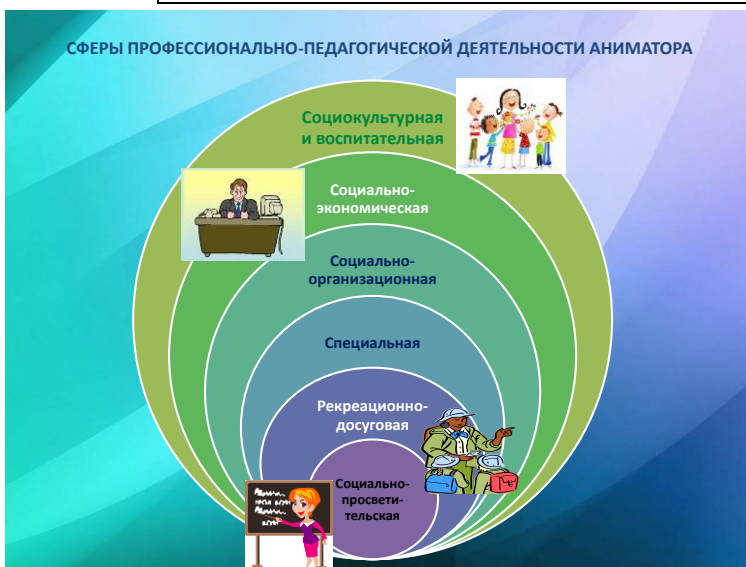 СФЕРЫ ПРОФЕССИОНАЛЬНО-ПЕДАГОГИЧЕСКОЙ ДЕЯТЕЛЬНОСТИ АНИМАТОРА
Социокультурная
и воспитательная
Социально-
экономическая
Социально-
организационная
Специальная
Рекреационно-
досуговая
Социально-
просвети-
тельская